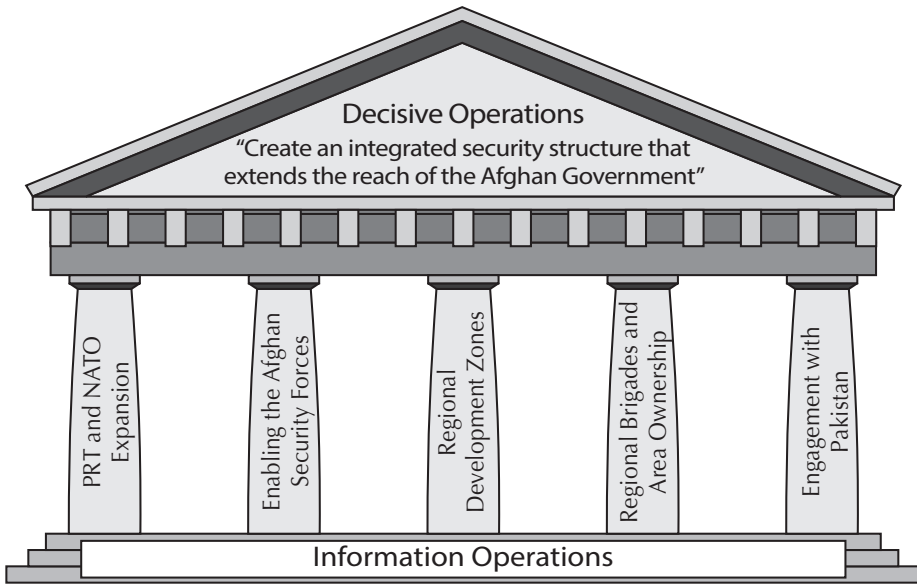 Decisive Operations
“Create an integrated security structure that
extends the reach of the Afghan Government”
PRT and NATO
Expansion
Enabling the Afghan
Security Forces
Regional
Development Zones
Regional Brigades and
Area Ownership
Engagement with
Pakistan
Information Operations